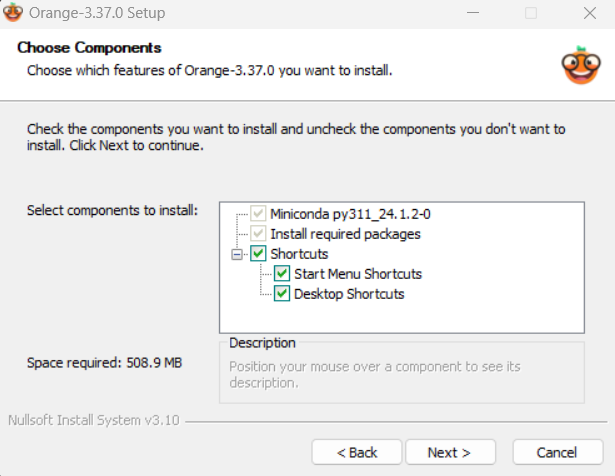 Orange-3.37.0 Setup
Choose Components
Choose which features of Orange-3.37.0 you want to install.
Check the components you want to install and uncheck the components you don't want to
install. Click Next to continue.
Select components to install:
Miniconda py311_24.1.2-0
Install required packages
Shortcuts
Start Menu Shortcuts
Desktop Shortcuts
Space required: 508.9 MB
Description
Position your mouse over a component to see its
description.
Nullsoft Install System v3.10
< Back
Next >
Cancel